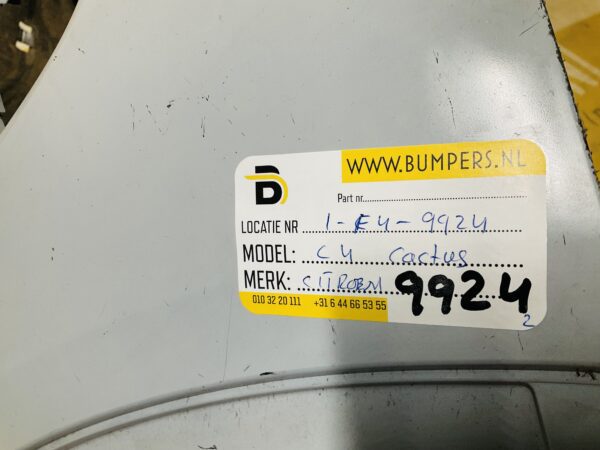 WWW.BUMPERS.NL
B
Part nr
LOCATIE NR 1-E4-9924
MODEL: C4 Cactus
MERK: CITROEN 9924
010 32 20 111 +31 6 44 66 53 55
2